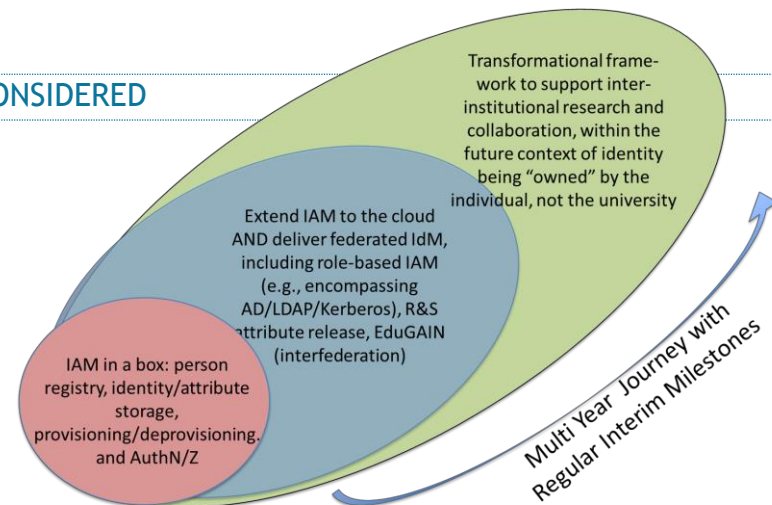 ONSIDERED
Transformational frame-
work to support inter-
institutional research and
collaboration, within the
future context of identity
being “owned” by the
individual, not the university
Extend IAM to the cloud
AND deliver federated IdM,
including role-based IAM
(e.g., encompassing
AD/LDAP/Kerberos), R&S
attribute release, EduGAIN
(interfederation)
IAM in a box: person
registry, identity/attribute
storage,
provisioning/deprovisioning.
and AuthN/Z
Multi Year Journey with
Regular Interim Milestones